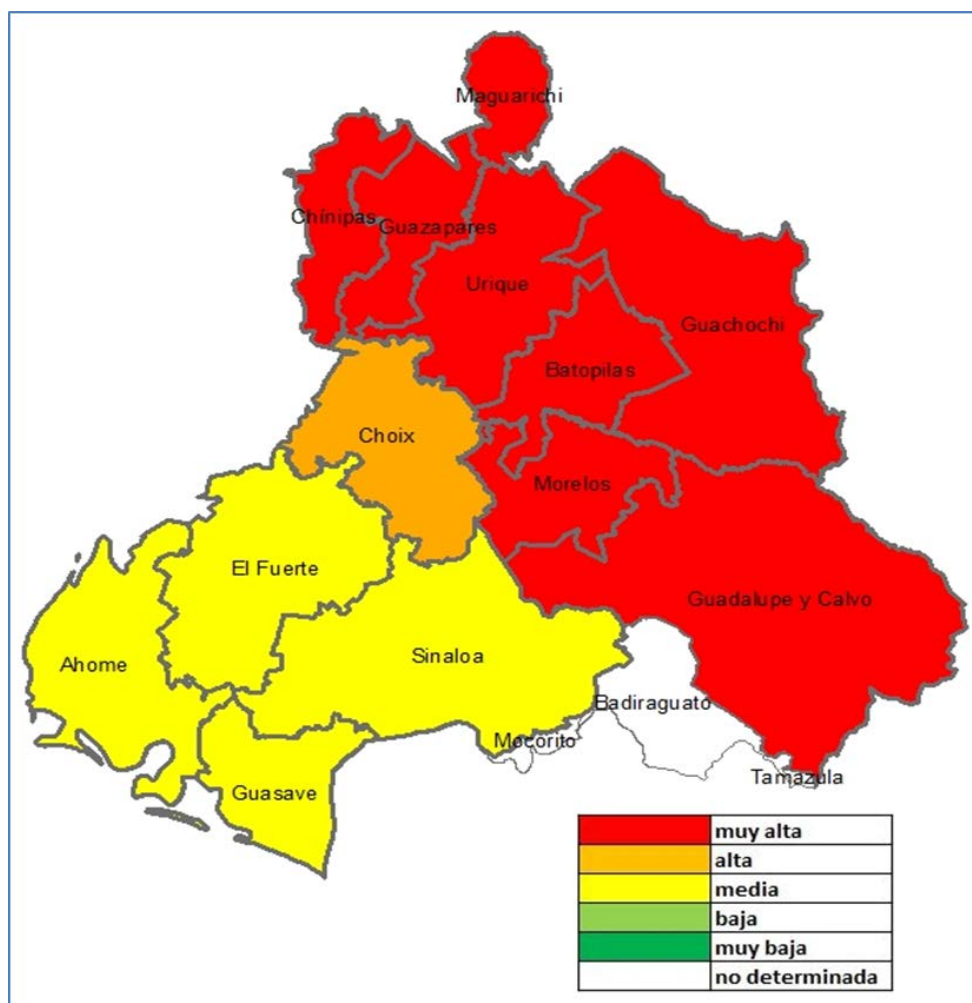 Maguarichi
Chínipas
Guazapares
Urique
Guachochi
Batopilas
Choix
Morelos
El Fuerte
Guadalupe y Calvo
Ahome
Sinaloa
Badiraguato
Mocorito
Tamazula
Guasave
muy alta
alta
media
baja
muy baja
no determinada